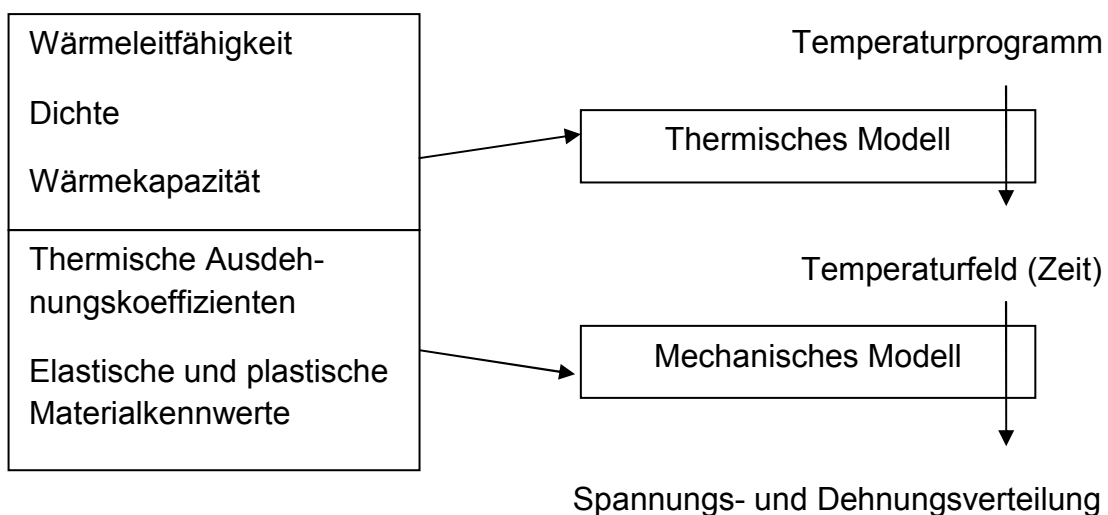 Wärmeleitfähigkeit
Dichte
Wärmekapazität
Thermische Ausdeh-
nungskoeffizienten
Elastische und plastische
Materialkennwerte
Temperaturprogramm
Thermisches Modell
Temperaturfeld (Zeit)
Mechanisches Modell
Spannungs- und Dehnungsverteilung